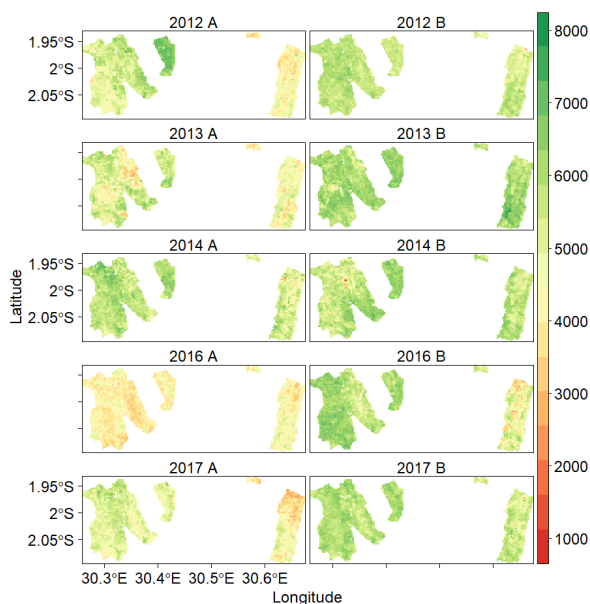 2012 A
2012 B
1.95°S
2°S
2.05°S
2013 A
2013 B
2014 A
2014 B
1.95°S
2°S
2.05°S
2016 A
2016 B
2017 A
2017 B
1.95°S
2°S
2.05°S
30.3°E
30.4°E
30.5°E
30.6°E
Latitude
Longitude
8000
7000
6000
5000
4000
3000
2000
1000